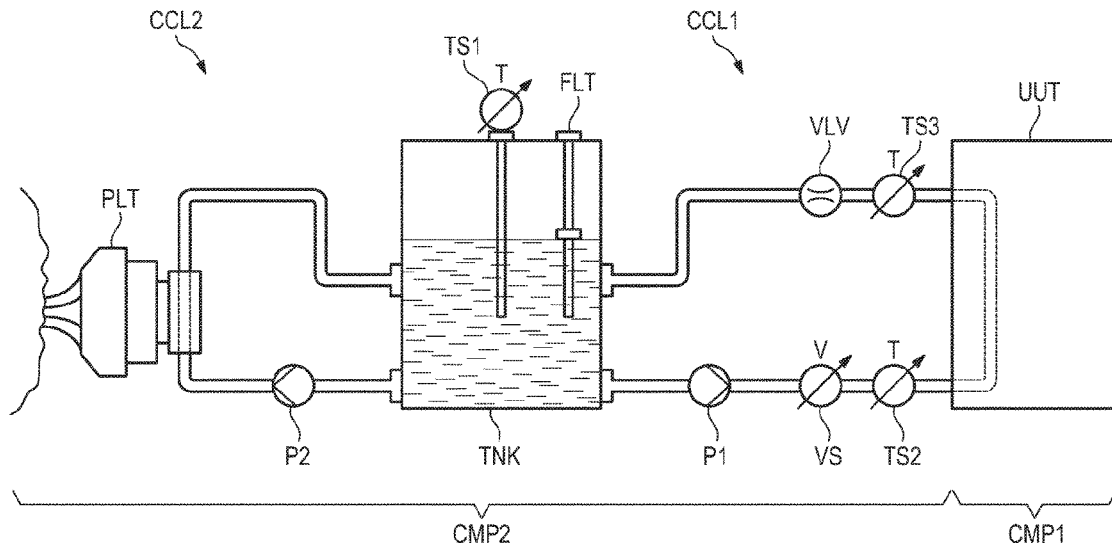 CCL2
CCL1
TS1
T
FLT
UUT
VLV
TS3
T
PLT
V
T
P2
TNK
P1
VS
TS2
CMP2
CMP1